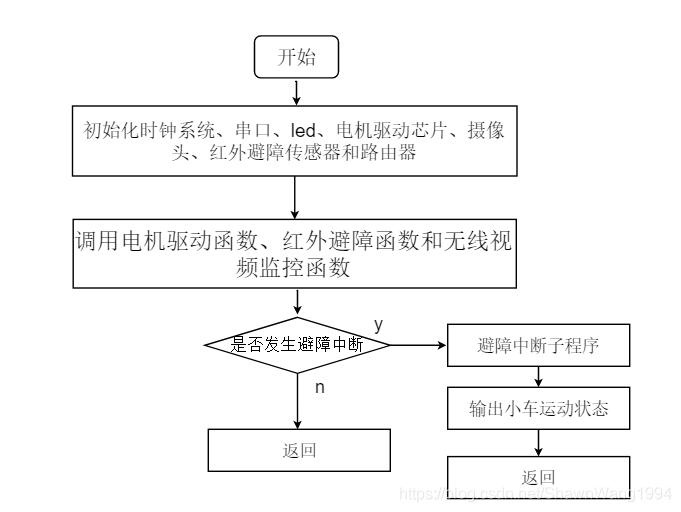 开始
初始化时钟系统、串口、led、电机驱动芯片、摄像
头、红外避障传感器和路由器
调用电机驱动函数、红外避障函数和无线视
频监控函数
是否发生避障中断
y
避障中断子程序
n
输出小车运动状态
返回
返回
https://blog.csdn.net/ShawnWang1994